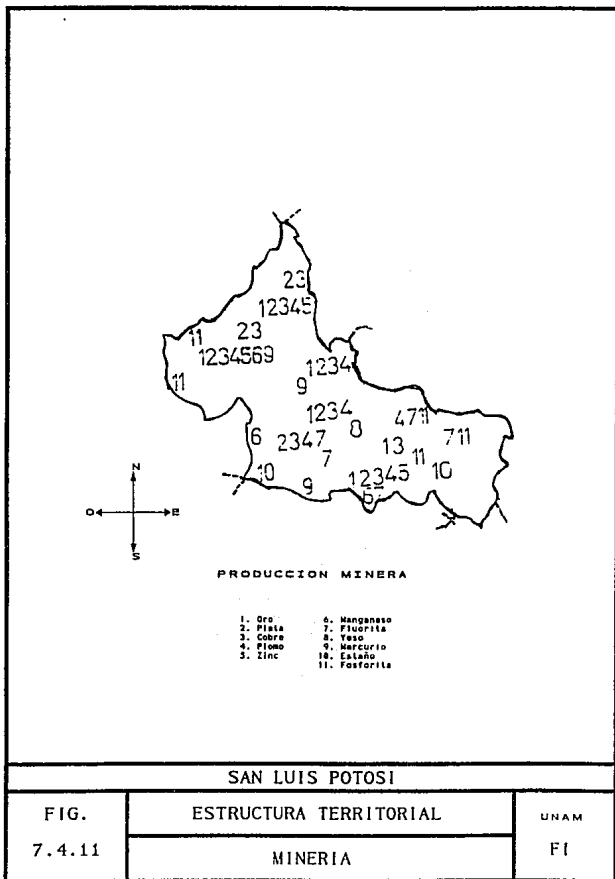 23
12345
11
23
1234569
1234
11
9
1234
4711
8
6
2347
13
711
7
11
10
12345
10
9
67
N
O E
S
PRODUCCION MINERA
1. Oro 6. Manganeso
2. Plata 7. Fluorita
3. Cobre 8. Yeso
4. Plomo 9. Mercurio
5. Zinc 10. Estaño
11. Fosforita
SAN LUIS POTOSI
FIG. ESTRUCTURA TERRITORIAL UNAM
7.4.11 MINERIA FI